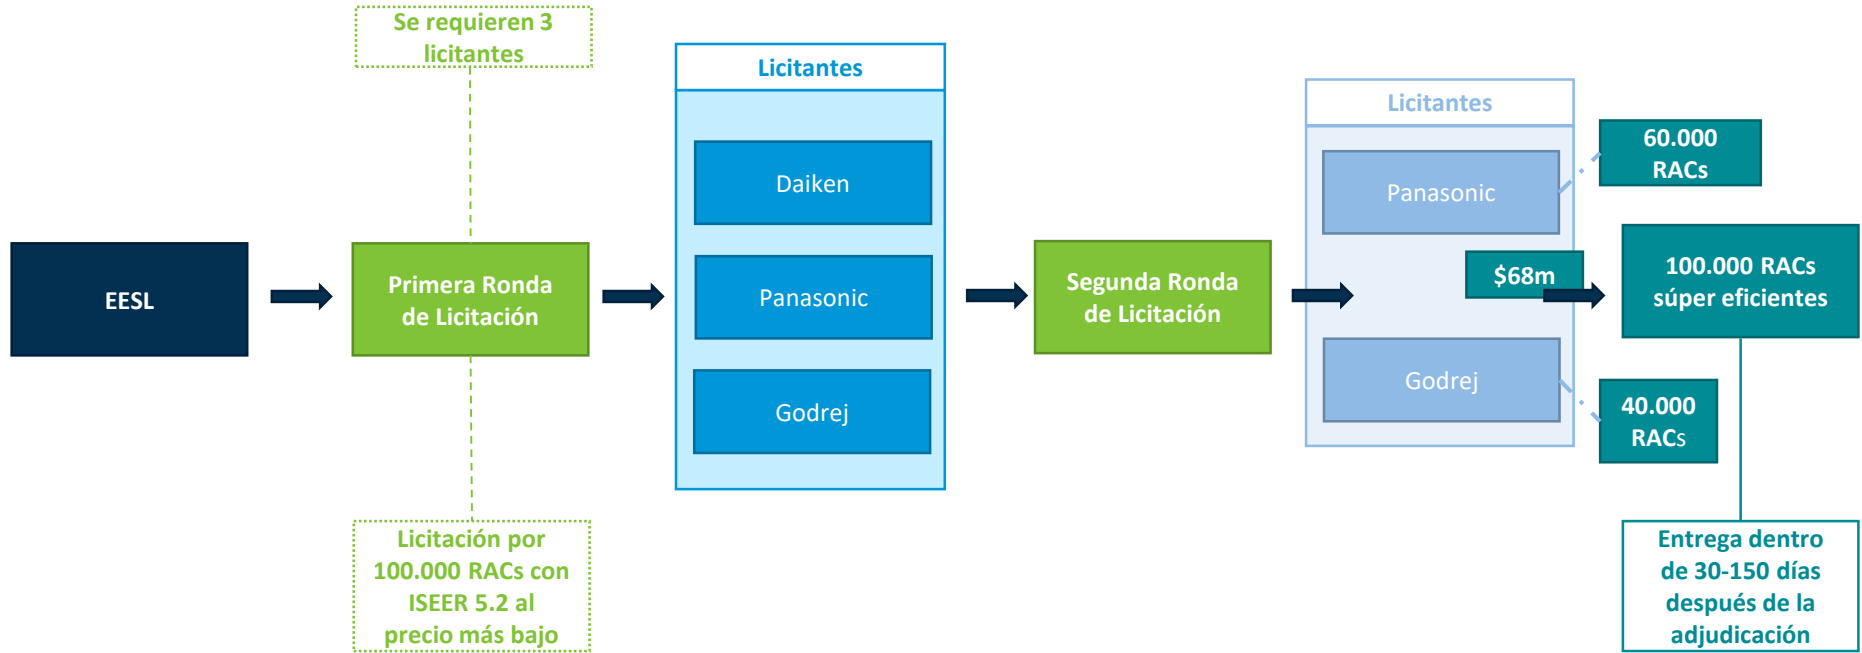 EESL
Se requieren 3
licitantes
Primera Ronda
de Licitación
Licitación por
100.000 RACs con
ISEER 5.2 al
precio más bajo
Licitantes
Daiken
Panasonic
Godrej
Segunda Ronda
de Licitación
Licitantes
Panasonic
Godrej
60.000
RACs
$68m
40.000
RACs
100.000 RACs
súper eficientes
Entrega dentro
de 30-150 días
después de la
adjudicación